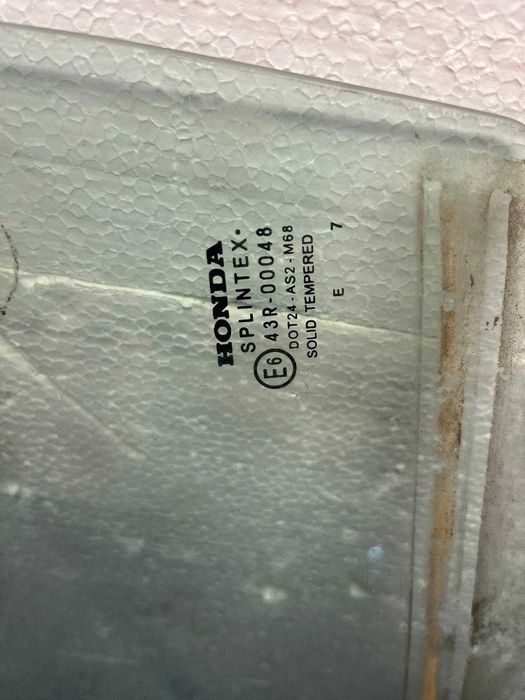 HONDA
SPLINTEX.
E6 43R-00048
DOT24-AS2-M68
SOLID TEMPERED
E 7